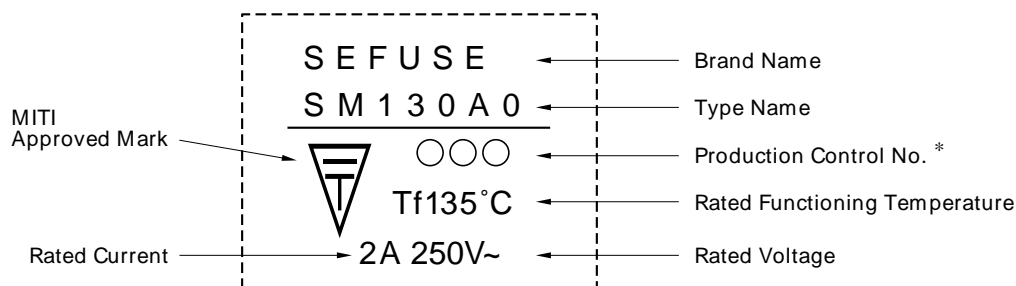 SEFUSE
Brand Name
SM130A0
Type Name
MITI
Approved Mark
○○○
Production Control No. *
T
Tf135°C
Rated Functioning Temperature
Rated Current
2A 250V~
Rated Voltage